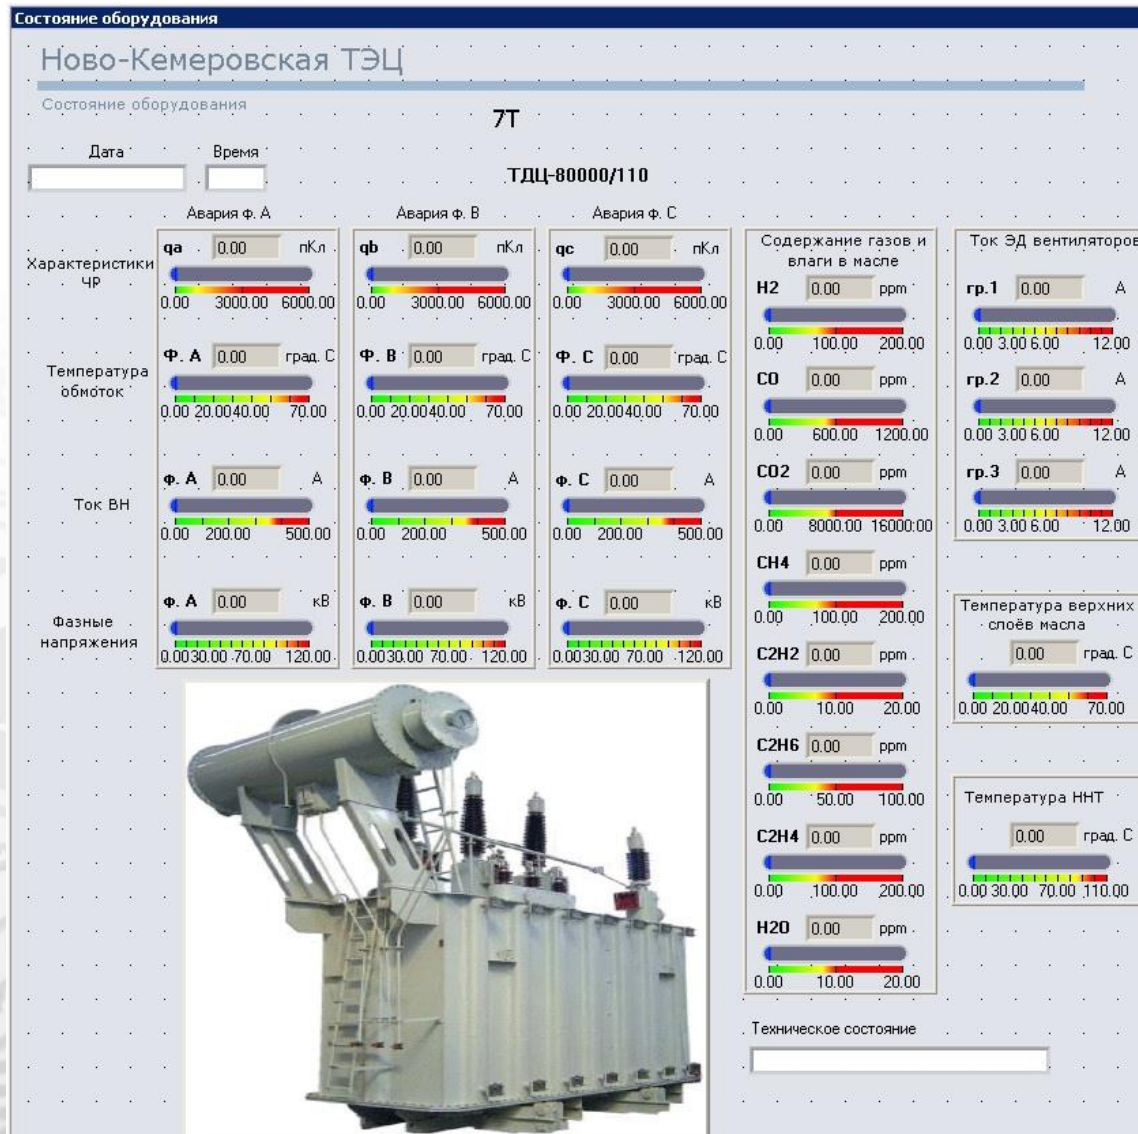 Состояние оборудования
Ново-Кемеровская ТЭЦ
Состояние оборудования
7Т
Дата Время
ТДЦ-80000/110
Авария ф. А Авария ф. В Авария ф. С
Характеристики ЧР
qa 0.00 пКл
0.00 3000.00 6000.00
qb 0.00 пКл
0.00 3000.00 6000.00
qc 0.00 пКл
0.00 3000.00 6000.00
Температура обмоток
Ф. А 0.00 град. С
0.00 20.00 40.00 70.00
Ф. В 0.00 град. С
0.00 20.00 40.00 70.00
Ф. С 0.00 град. С
0.00 20.00 40.00 70.00
Ток ВН
ф. А 0.00 А
0.00 200.00 500.00
ф. В 0.00 А
0.00 200.00 500.00
ф. С 0.00 А
0.00 200.00 500.00
Фазные напряжения
ф. А 0.00 кВ
0.00 30.00 70.00 120.00
ф. В 0.00 кВ
0.00 30.00 70.00 120.00
ф. С 0.00 кВ
0.00 30.00 70.00 120.00
Содержание газов и
влаги в масле
H2 0.00 ppm
0.00 100.00 200.00
CO 0.00 ppm
0.00 600.00 1200.00
CO2 0.00 ppm
0.00 8000.00 16000.00
CH4 0.00 ppm
0.00 100.00 200.00
C2H2 0.00 ppm
0.00 10.00 20.00
C2H6 0.00 ppm
0.00 50.00 100.00
C2H4 0.00 ppm
0.00 100.00 200.00
H2O 0.00 ppm
0.00 10.00 20.00
Ток ЭД вентиляторов
гр.1 0.00 А
0.00 3.00 6.00 12.00
гр.2 0.00 А
0.00 3.00 6.00 12.00
гр.3 0.00 А
0.00 3.00 6.00 12.00
Температура верхних
слоёв масла
0.00 град. С
0.00 20.00 40.00 70.00
Температура ННТ
0.00 град. С
0.00 30.00 70.00 110.00
Техническое состояние